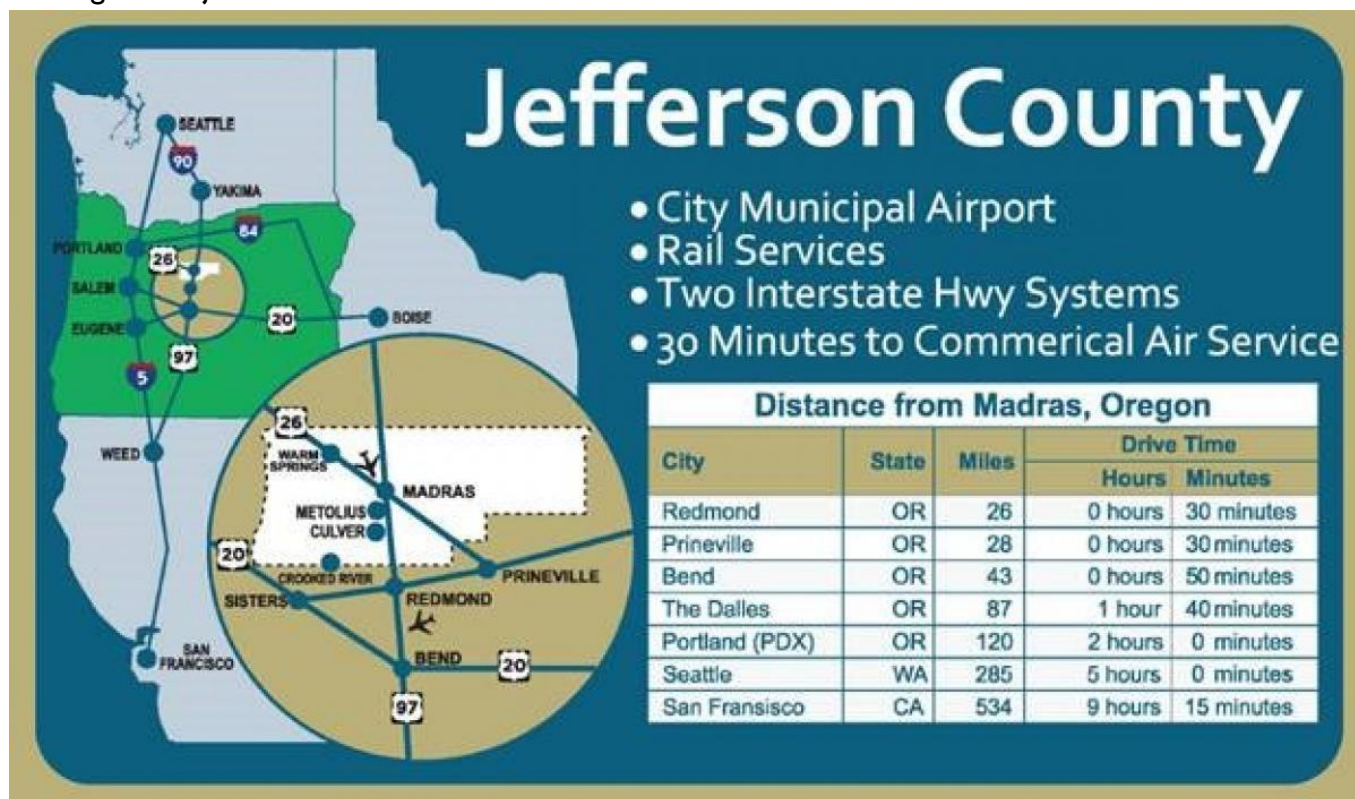 Jefferson County
• City Municipal Airport
• Rail Services
• Two Interstate Hwy Systems
• 30 Minutes to Commerical Air Service
SEATTLE
90
YAKIMA
84
PORTLAND
26
SALEM
EUGENE
20
BOISE
97
5
WEED
SAN
FRANCISCO
26
WARM
SPRINGS
MADRAS
METOLIUS
CULVER
20
CROOKED RIVER
PRINEVILLE
SISTERS
REDMOND
BEND
20
97
Distance from Madras, Oregon
City State Miles Drive Time
Hours Minutes
Redmond OR 26 0 hours 30 minutes
Prineville OR 28 0 hours 30 minutes
Bend OR 43 0 hours 50 minutes
The Dalles OR 87 1 hour 40 minutes
Portland (PDX) OR 120 2 hours 0 minutes
Seattle WA 285 5 hours 0 minutes
San Fransisco CA 534 9 hours 15 minutes